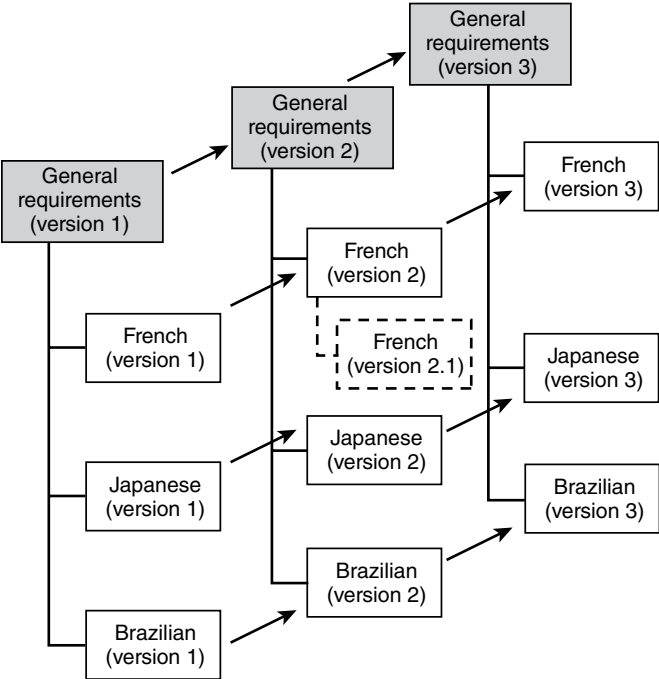 General
requirements
(version 1)
French
(version 1)
Japanese
(version 1)
Brazilian
(version 1)
General
requirements
(version 2)
French
(version 2)
French
(version 2.1)
Japanese
(version 2)
Brazilian
(version 2)
General
requirements
(version 3)
French
(version 3)
Japanese
(version 3)
Brazilian
(version 3)